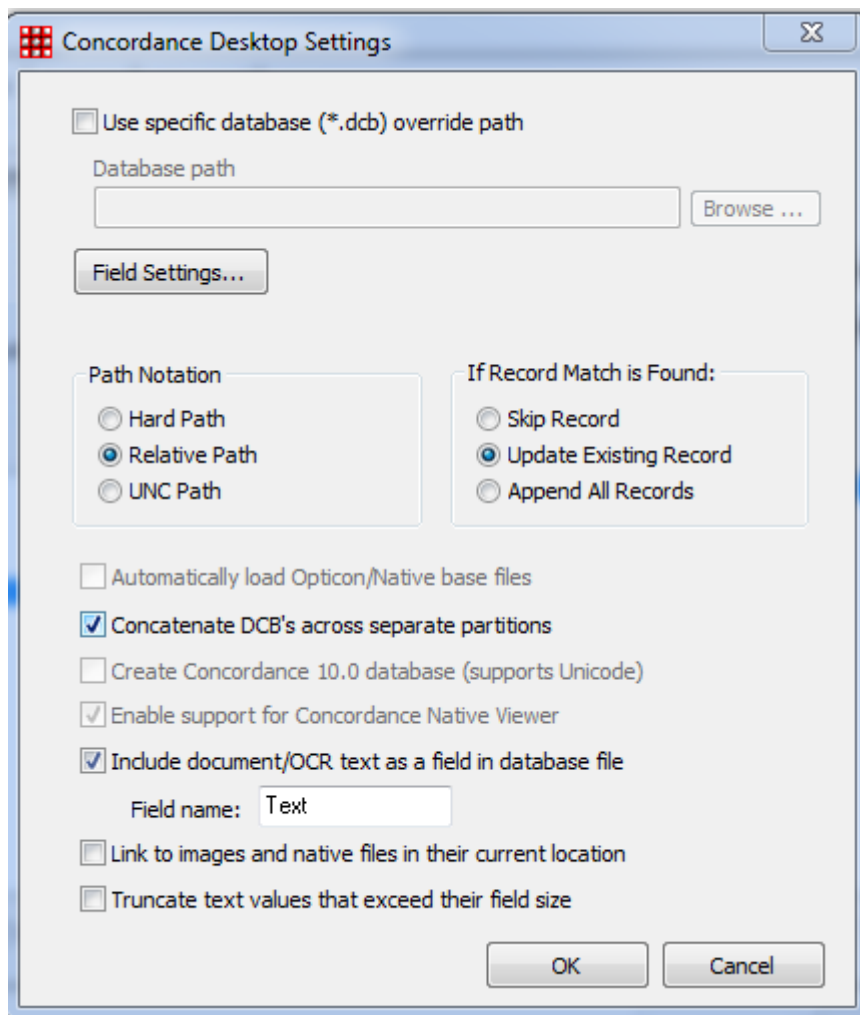 Concordance Desktop Settings
Use specific database (*.dcb) override path
Database path
Browse ...
Field Settings...
Path Notation
Hard Path
Relative Path
UNC Path
If Record Match is Found:
Skip Record
Update Existing Record
Append All Records
Automatically load Opticon/Native base files
Concatenate DCB's across separate partitions
Create Concordance 10.0 database (supports Unicode)
Enable support for Concordance Native Viewer
Include document/OCR text as a field in database file
Field name: Text
Link to images and native files in their current location
Truncate text values that exceed their field size
OK Cancel